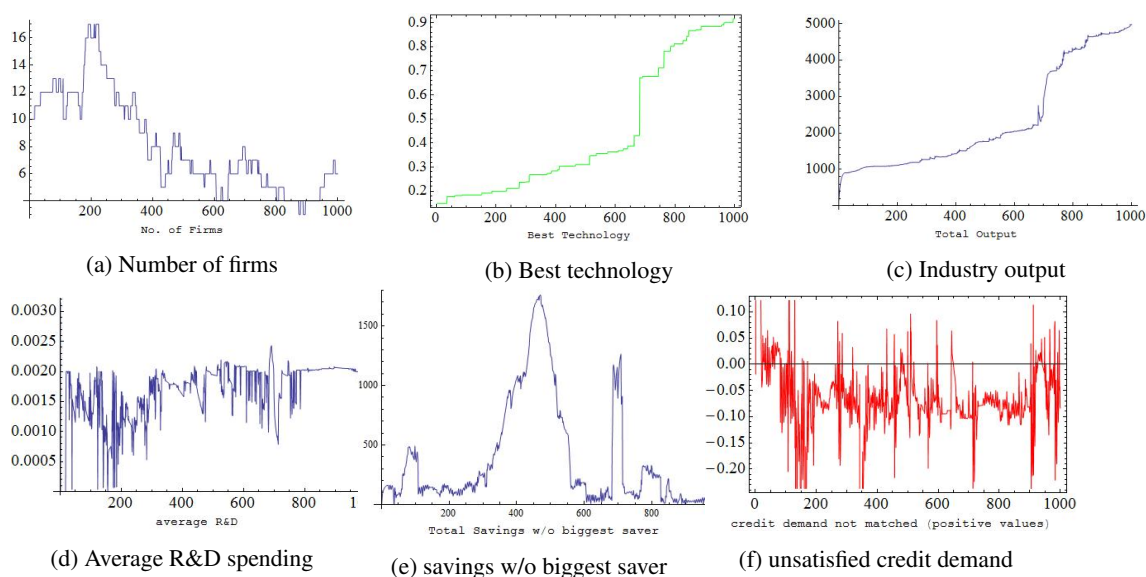 16
14
12
10
8
6
200 400 600 800 1000
No. of Firms
(a) Number of firms
0.9
0.8
0.7
0.6
0.5
0.4
0.3
0.2
0 200 400 600 800 1000
Best Technology
(b) Best technology
5000
4000
3000
2000
1000
200 400 600 800 1000
Total Output
(c) Industry output
0.0030
0.0025
0.0020
0.0015
0.0010
0.0005
200 400 600 800 1
average R&D
(d) Average R&D spending
1500
1000
500
200 400 600 800
Total Savings w/o biggest saver
(e) savings w/o biggest saver
0.10
0.05
0.00
−0.05
−0.10
−0.15
−0.20
0 200 400 600 800 1000
credit demand not matched (positive values)
(f) unsatisfied credit demand